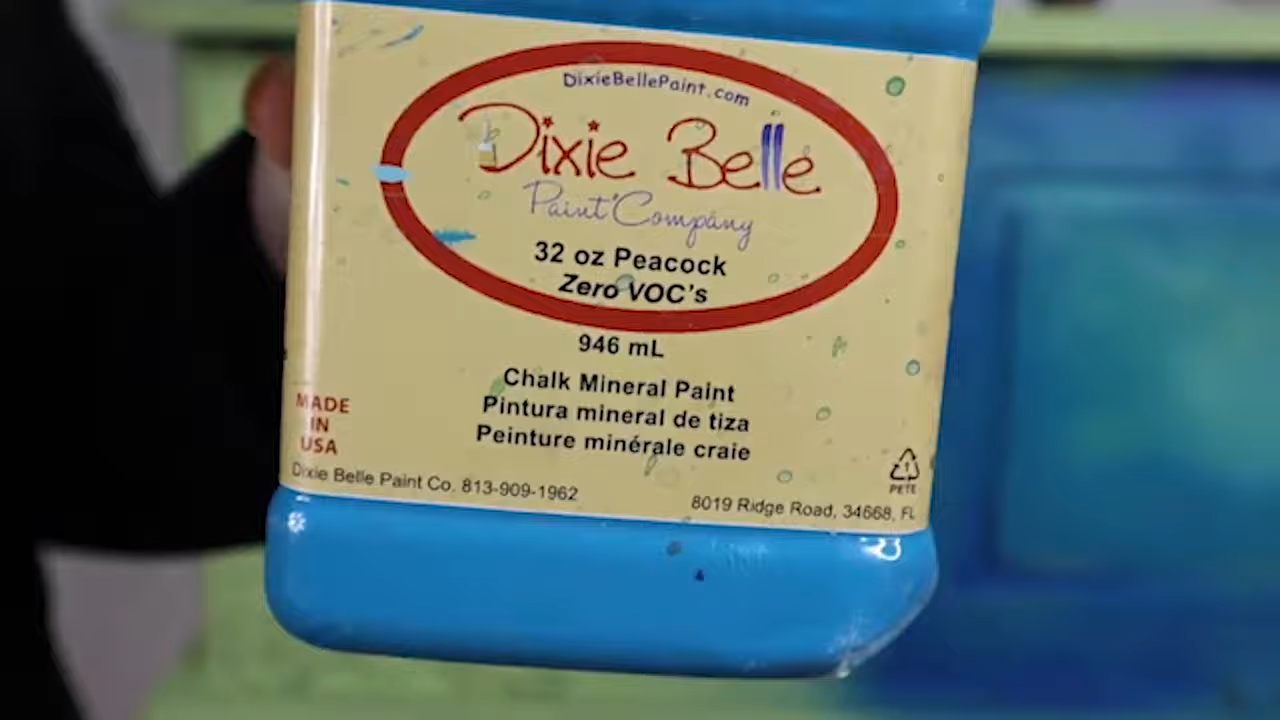 DixieBellePaint.com
Dixie Belle
Paint Company
32 oz Peacock
Zero VOC's
946 mL
Chalk Mineral Paint
Pintura mineral de tiza
Peinture minérale craie
MADE
IN
USA
1
PETE
Dixie Belle Paint Co. 813-909-1962
8019 Ridge Road, 34668, FL